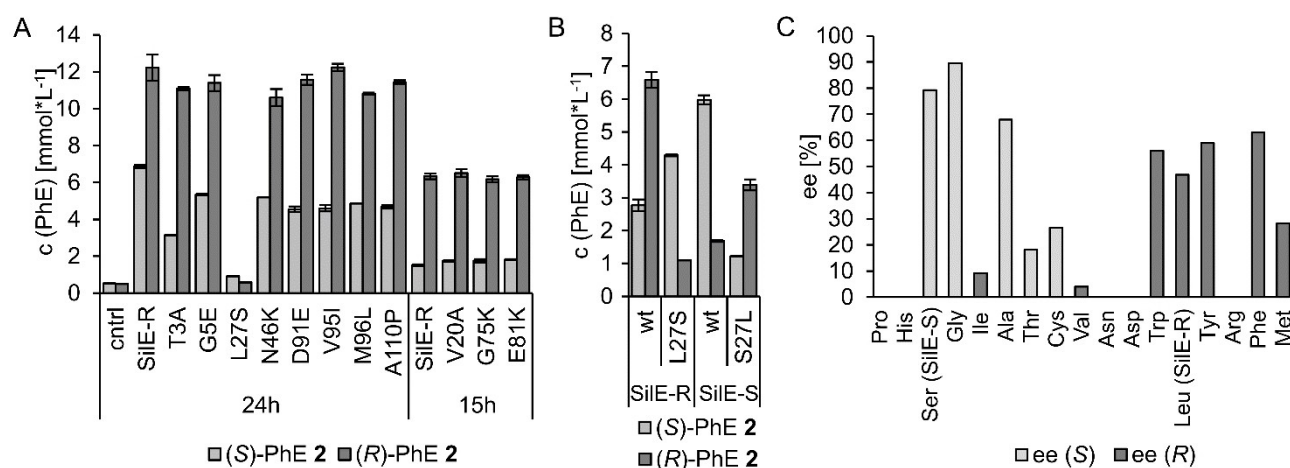 A
c (PhE) [mmol*L⁻¹]
14
12
10
8
6
4
2
0
cntrl
SilE-R
T3A
G5E
L27S
N46K
D91E
V95I
M96L
A110P
SilE-R
V20A
G75K
E81K
24h
15h
(S)-PhE 2
(R)-PhE 2
B
c (PhE) [mmol*L⁻¹]
8
7
6
5
4
3
2
1
0
wt
L27S
wt
S27L
SilE-R
SilE-S
(S)-PhE 2
(R)-PhE 2
C
ee [%]
100
90
80
70
60
50
40
30
20
10
0
Pro
His
Ser (SilE-S)
Gly
Ile
Ala
Thr
Cys
Val
Asn
Asp
Trp
Leu (SilE-R)
Tyr
Arg
Phe
Met
ee (S)
ee (R)